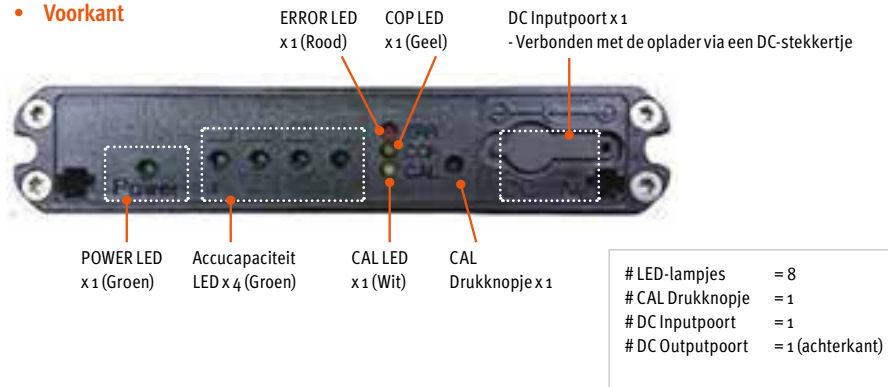 • Voorkant
ERROR LED
x 1 (Rood)
COP LED
x 1 (Geel)
DC Inputpoort x 1
- Verbonden met de oplader via een DC-stekkertje
COP
CAL
Power
POWER LED
x 1 (Groen)
Accucapaciteit
LED x 4 (Groen)
CAL LED
x 1 (Wit)
CAL
Drukknopje x 1
# LED-lampjes = 8
# CAL Drukknopje = 1
# DC Inputpoort = 1
# DC Outputpoort = 1 (achterkant)